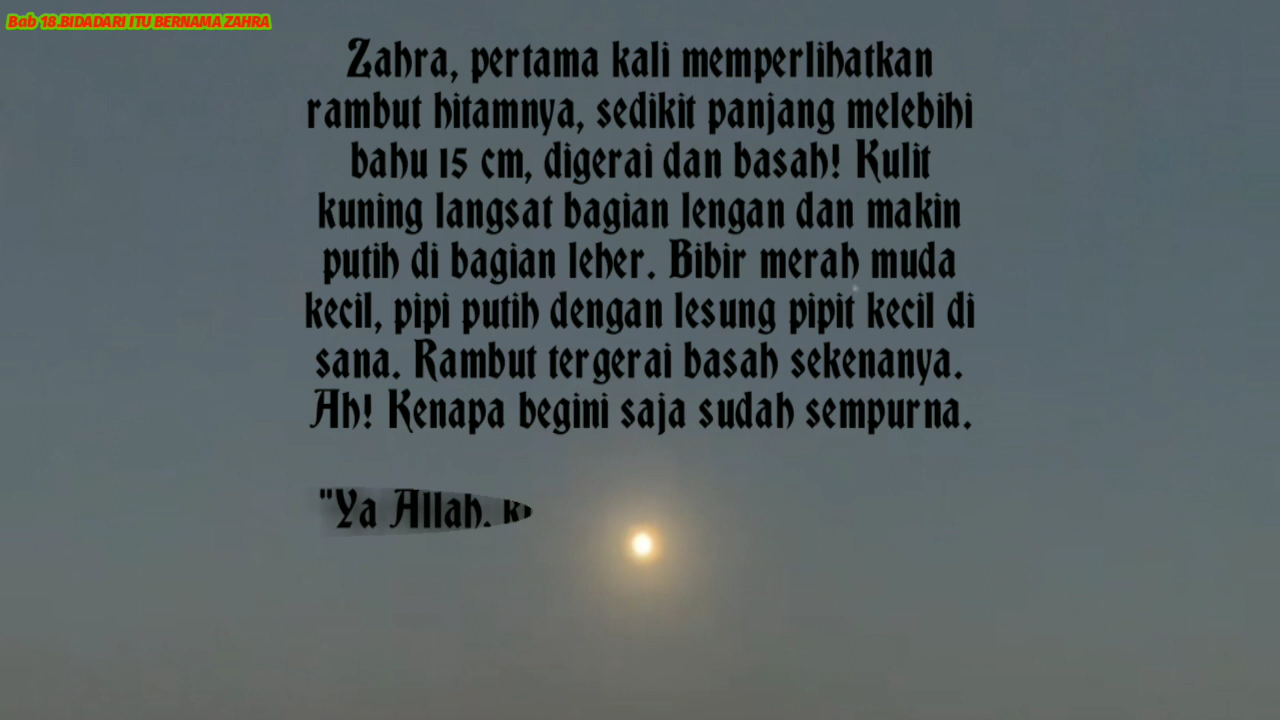 Bab 18.BIDADARI ITU BERNAMA ZAHRA
Zahra, pertama kali memperlihatkan
rambut hitamnya, sedikit panjang melebihi
bahu 15 cm, digerai dan basah! Kulit
kuning langsat bagian lengan dan makin
putih di bagian leher. Bibir merah muda
kecil, pipi putih dengan lesung pipit kecil di
sana. Rambut tergerai basah sekenanya.
Ah! Kenapa begini saja sudah sempurna.
"Ya Allah,